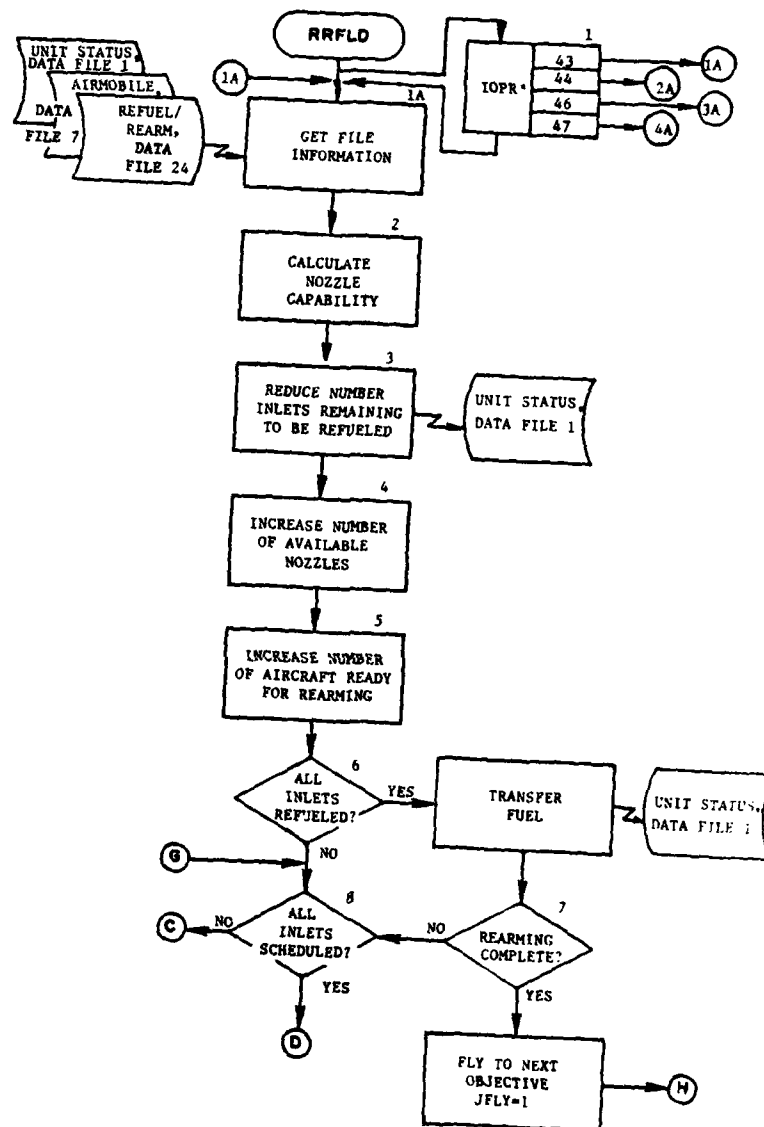 RRFLD
UNIT STATUS
DATA FILE 1
AIRMOBILE,
DATA
FILE 7
REFUEL/
REARM,
DATA
FILE 24
1A
1A
GET FILE
INFORMATION
1
IOPR*
43
44
46
47
1A
2A
3A
4A
2
CALCULATE
NOZZLE
CAPABILITY
3
REDUCE NUMBER
INLETS REMAINING
TO BE REFUELED
UNIT STATUS,
DATA FILE 1
4
INCREASE NUMBER
OF AVAILABLE
NOZZLES
5
INCREASE NUMBER
OF AIRCRAFT READY
FOR REARMING
6
ALL
INLETS
REFUELED?
YES
NO
TRANSFER
FUEL
UNIT STATUS,
DATA FILE 1
G
8
ALL
INLETS
SCHEDULED?
NO
C
YES
D
7
REARMING
COMPLETE?
NO
YES
FLY TO NEXT
OBJECTIVE
JFLY=1
H